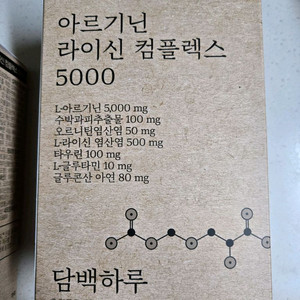 아르기닌
라이신 컴플렉스
5000
L-아르기닌 5,000 mg
수박과피추출물 100 mg
오르니틴염산염 50 mg
L-라이신 염산염 500 mg
타우린 100 mg
L-글루타민 10 mg
글루콘산 아연 80 mg
담백하루